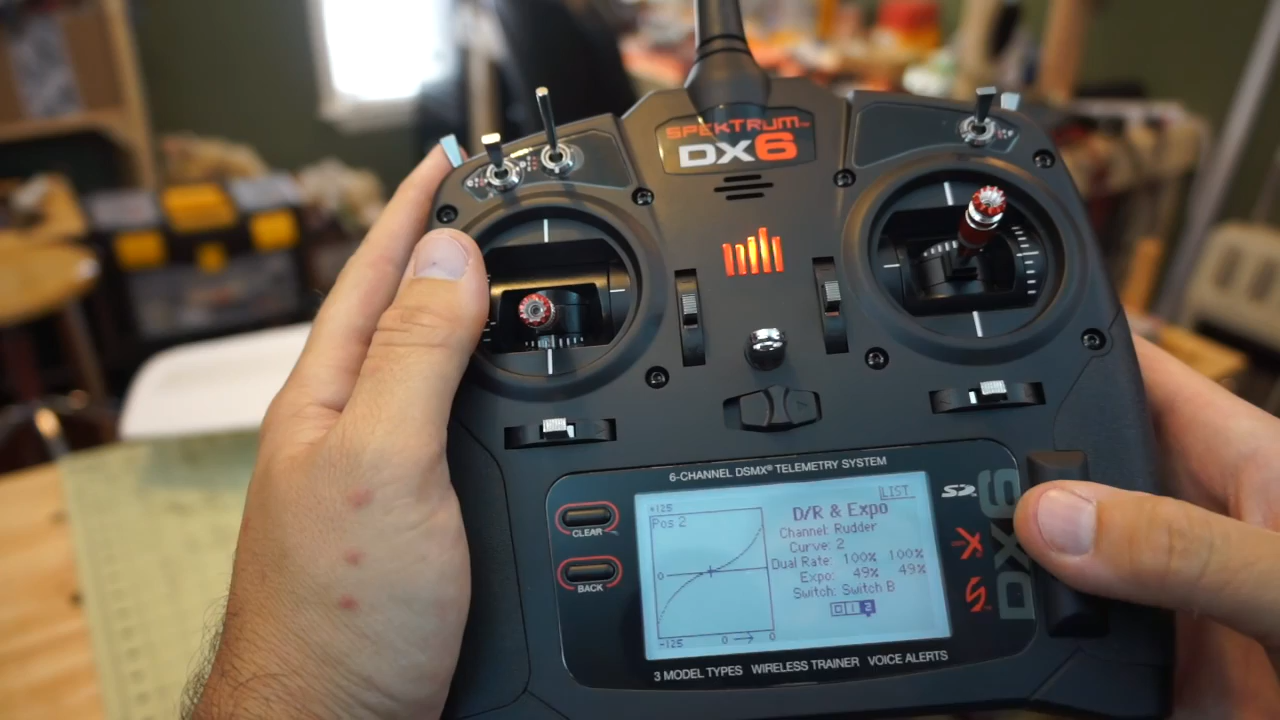 SPEKTRUM™
DX6
6-CHANNEL DSMX® TELEMETRY SYSTEM
CLEAR
BACK
+125
Pos 2
0
-125
0
0
LIST
D/R & Expo
Channel: Rudder
Curve: 2
Dual Rate: 100% 100%
Expo: 49% 49%
Switch: Switch B
0 1 2
SD
DX6
3 MODEL TYPES WIRELESS TRAINER VOICE ALERTS